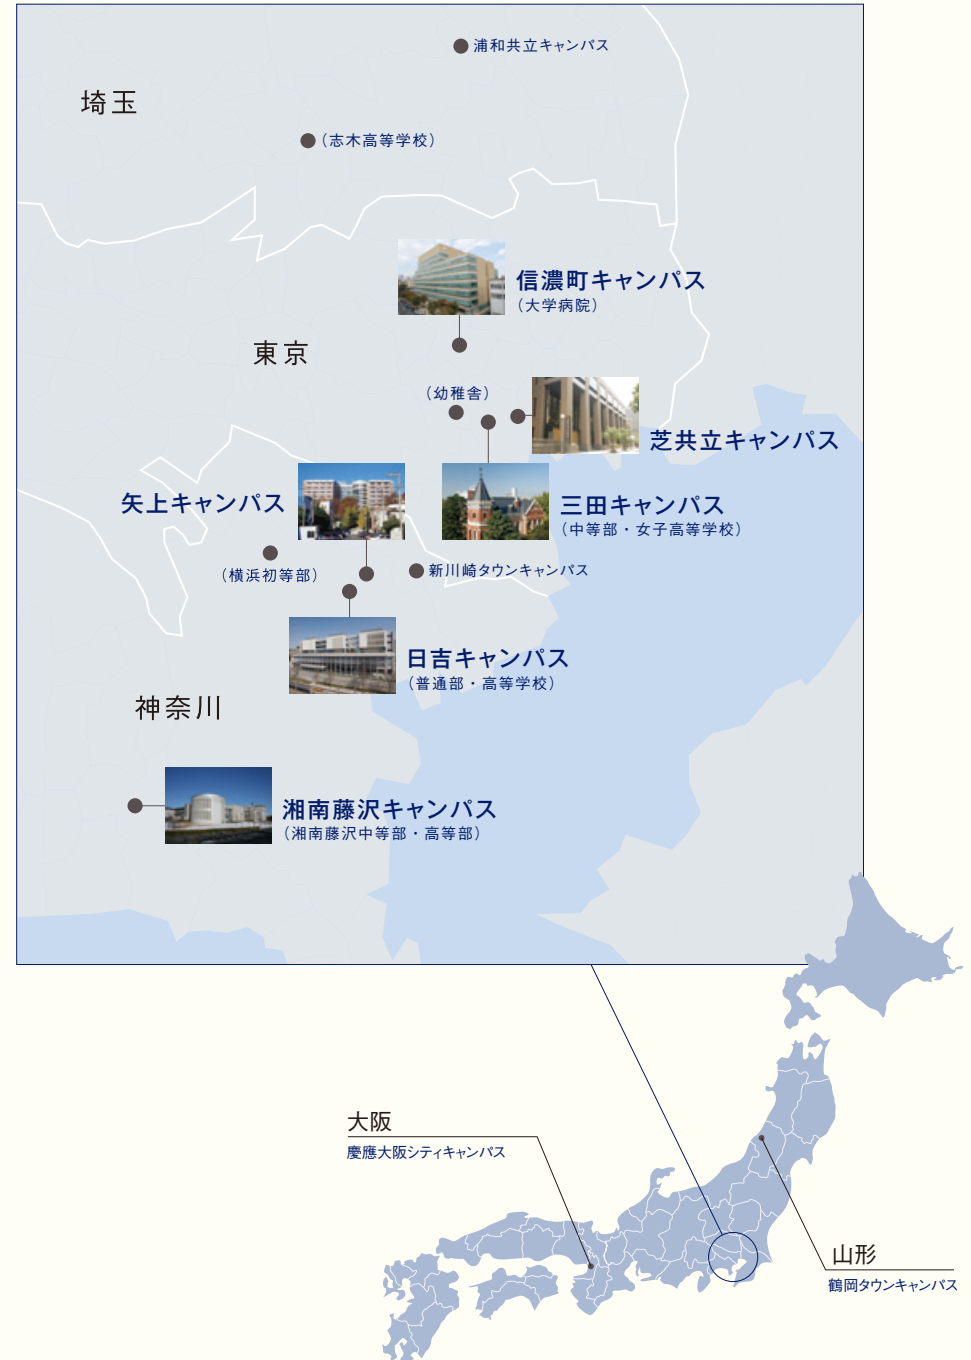 浦和共立キャンパス
埼玉
（志木高等学校）
信濃町キャンパス
（大学病院）
東京
（幼稚舎）
芝共立キャンパス
矢上キャンパス
三田キャンパス
（中等部・女子高等学校）
（横浜初等部）
新川崎タウンキャンパス
日吉キャンパス
（普通部・高等学校）
神奈川
湘南藤沢キャンパス
（湘南藤沢中等部・高等部）
大阪
慶應大阪シティキャンパス
山形
鶴岡タウンキャンパス